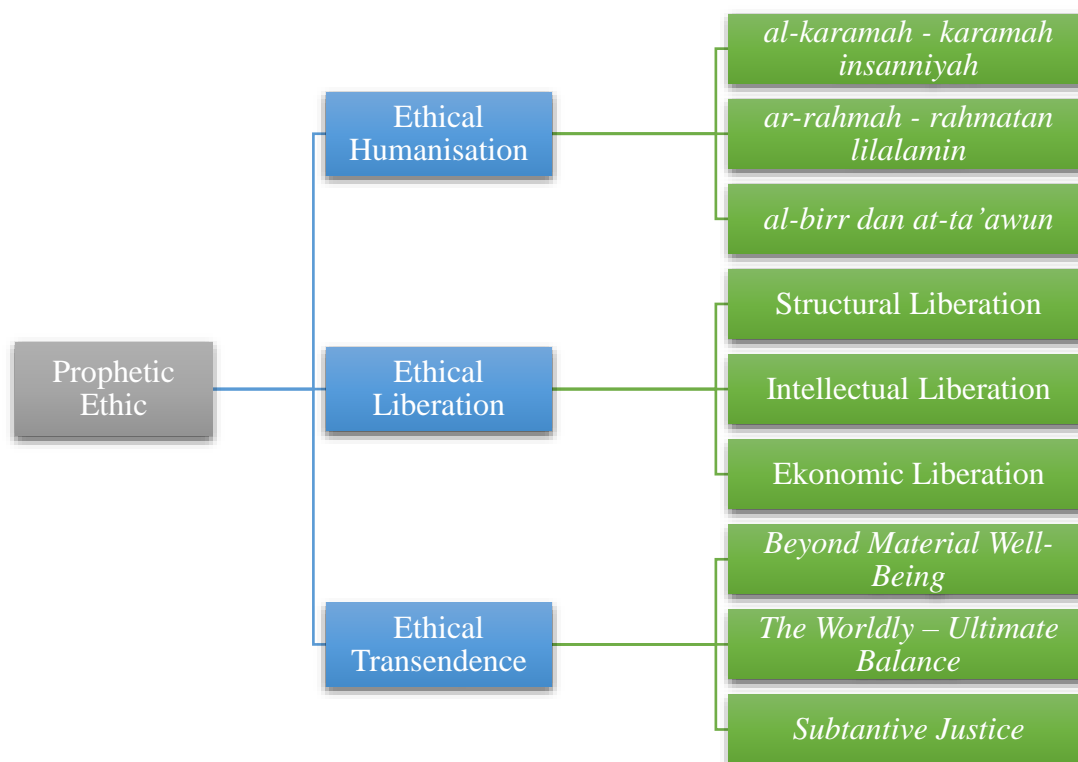 al-karamah - karamah
insanniyah
Ethical
Humanisation
ar-rahmah - rahmatan
lilalamin
al-birr dan at-ta’awun
Structural Liberation
Prophetic
Ethic
Ethical
Liberation
Intellectual Liberation
Ekonomic Liberation
Beyond Material Well-
Being
Ethical
Transendence
The Worldly – Ultimate
Balance
Subtantive Justice